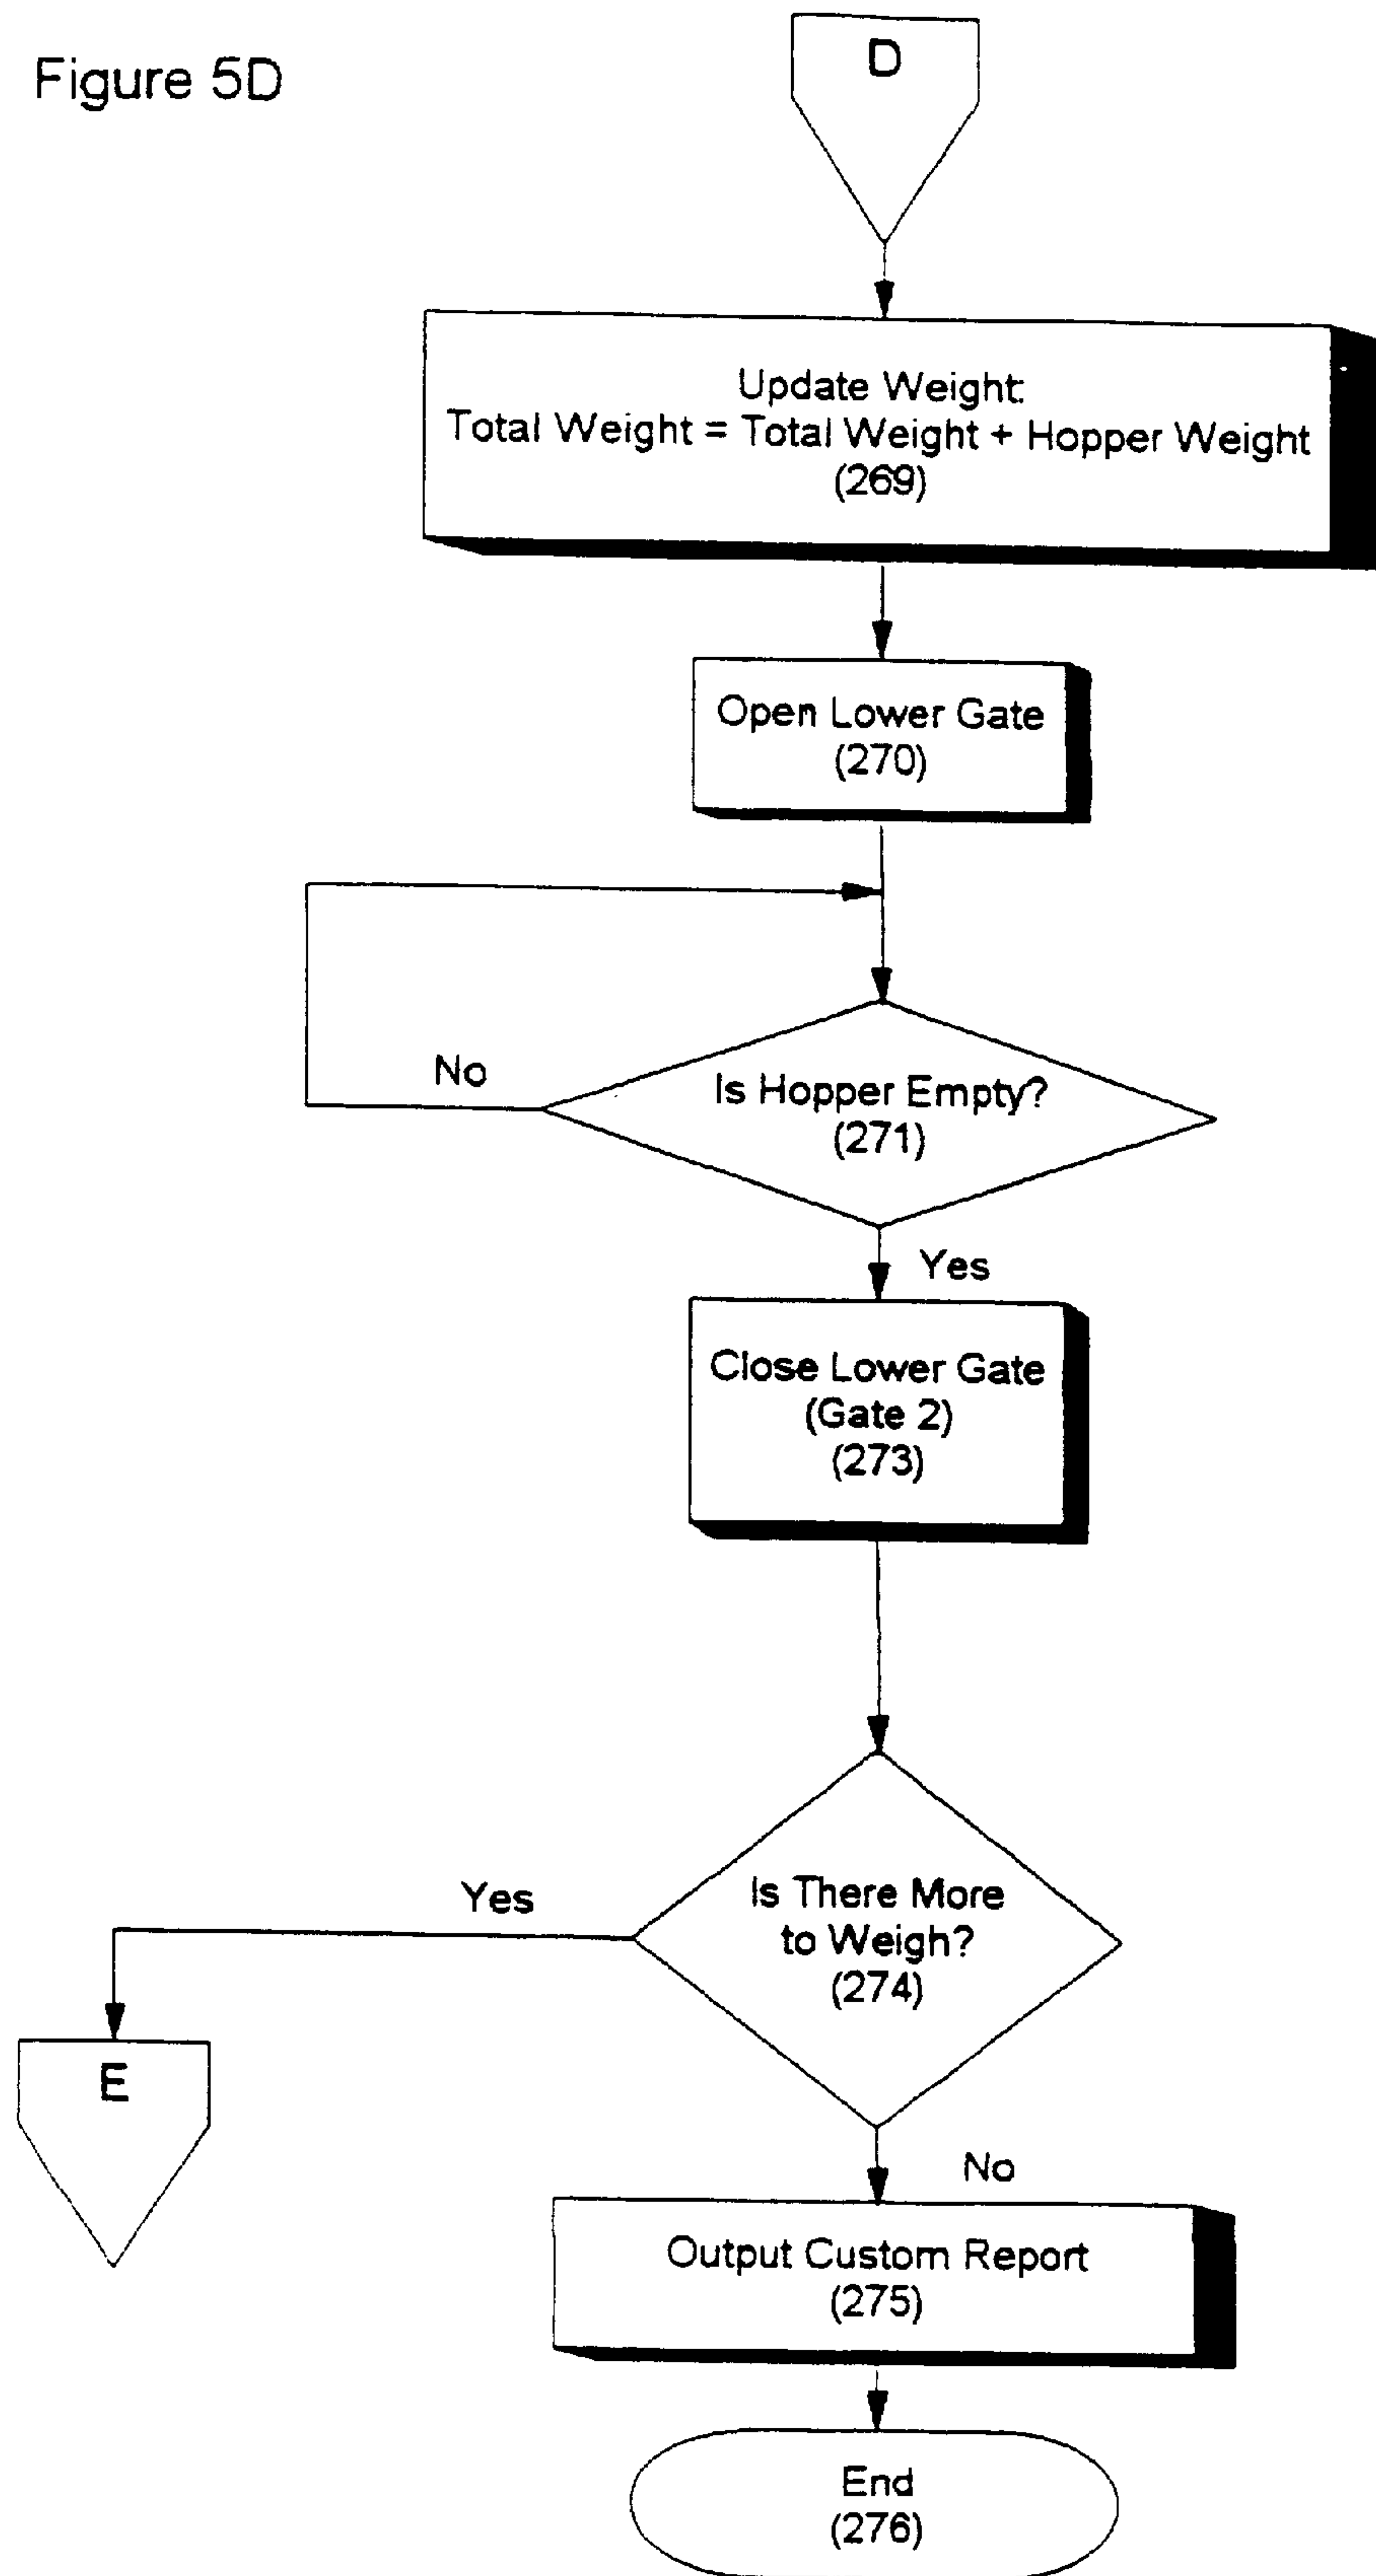 Figure 5D
D
Update Weight:
Total Weight = Total Weight + Hopper Weight
(269)
Open Lower Gate
(270)
No
Is Hopper Empty?
(271)
Yes
Close Lower Gate
(Gate 2)
(273)
Yes
Is There More
to Weigh?
(274)
E
No
Output Custom Report
(275)
End
(276)